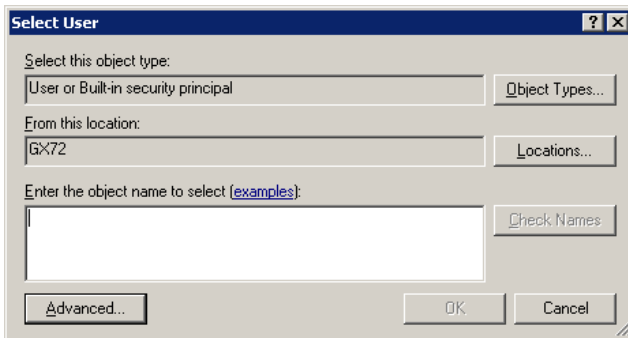 Select User
Select this object type:
User or Built-in security principal
Object Types...
From this location:
GX72
Locations...
Enter the object name to select (examples):
Check Names
Advanced...
OK
Cancel